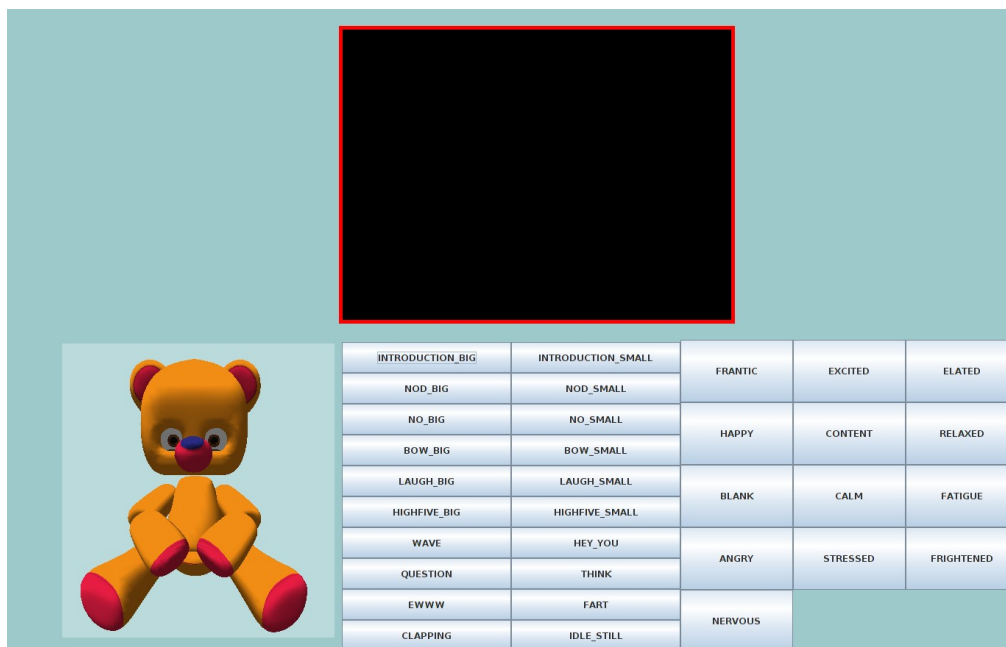 INTRODUCTION_BIG INTRODUCTION_SMALL
NOD_BIG NOD_SMALL
NO_BIG NO_SMALL
BOW_BIG BOW_SMALL
LAUGH_BIG LAUGH_SMALL
HIGHFIVE_BIG HIGHFIVE_SMALL
WAVE HEY_YOU
QUESTION THINK
EWWW FART
CLAPPING IDLE_STILL
FRANTIC EXCITED ELATED
HAPPY CONTENT RELAXED
BLANK CALM FATIGUE
ANGRY STRESSED FRIGHTENED
NERVOUS